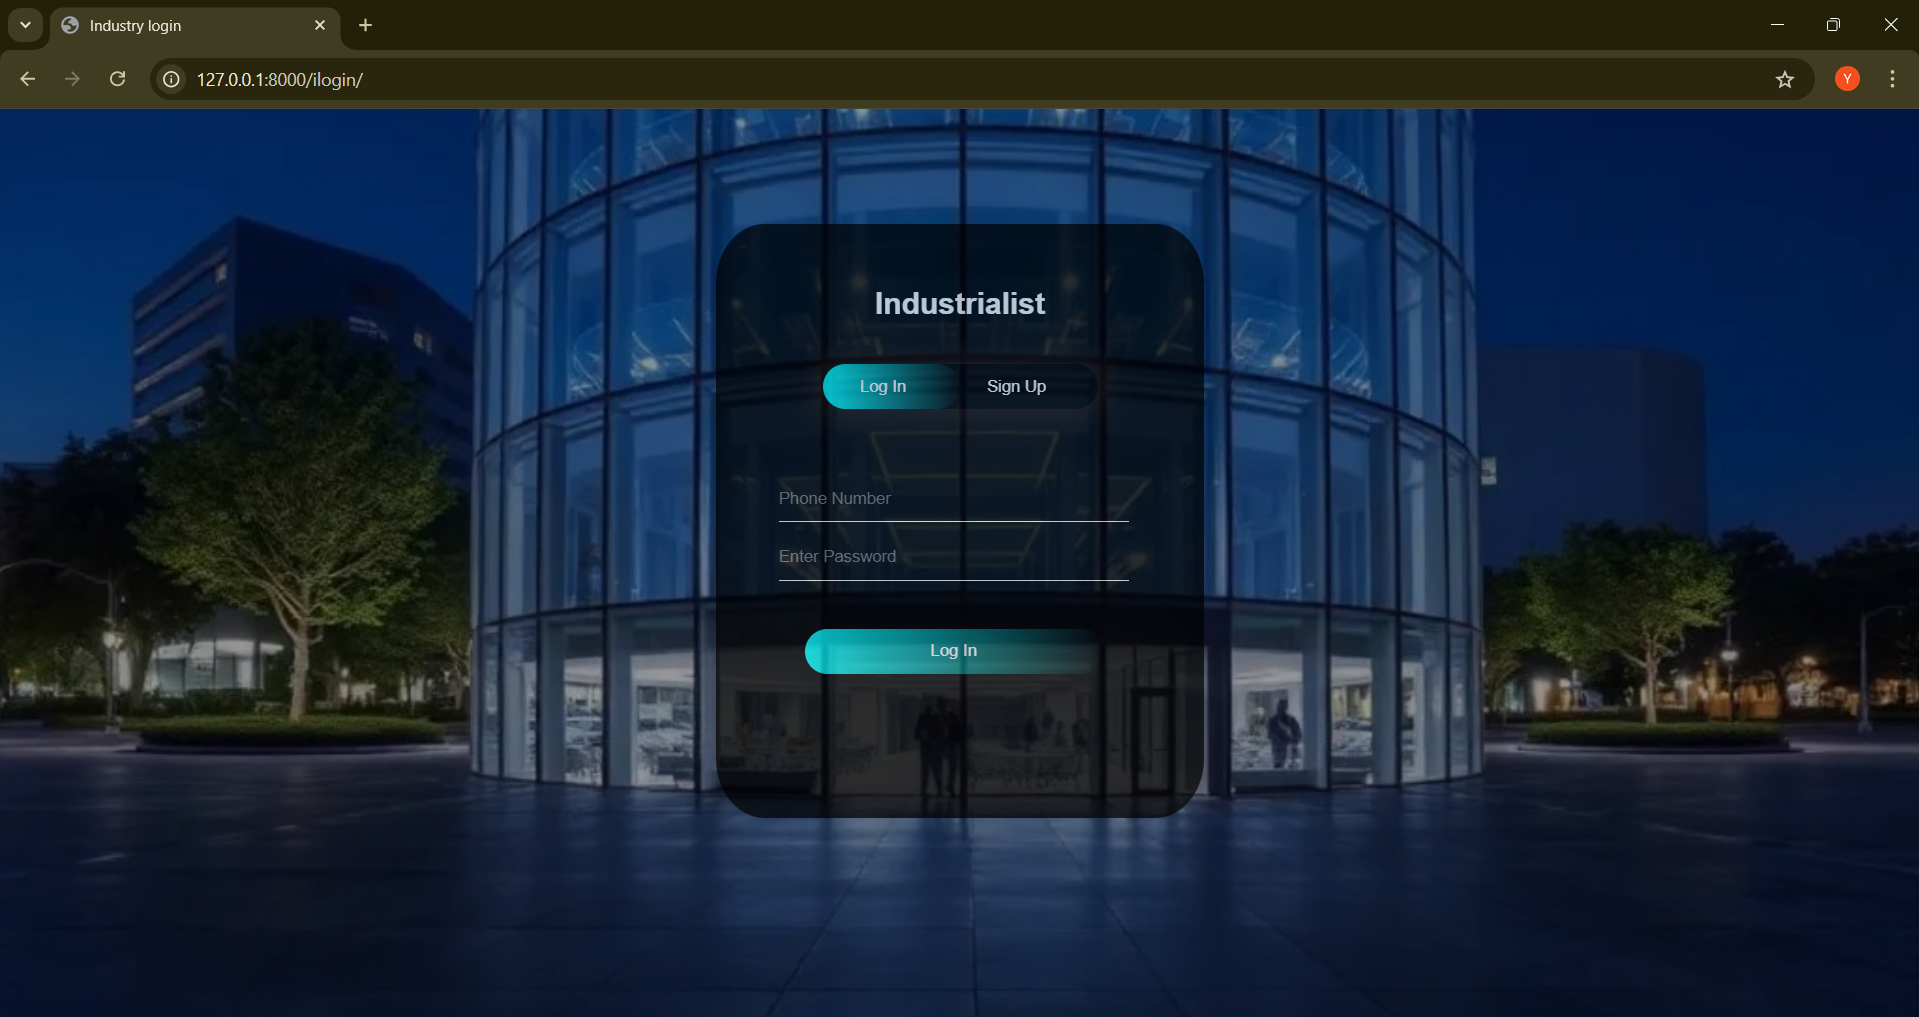 Industry login
127.0.0.1:8000/ilogin/
Y
Industrialist
Log In
Sign Up
Phone Number
Enter Password
Log In